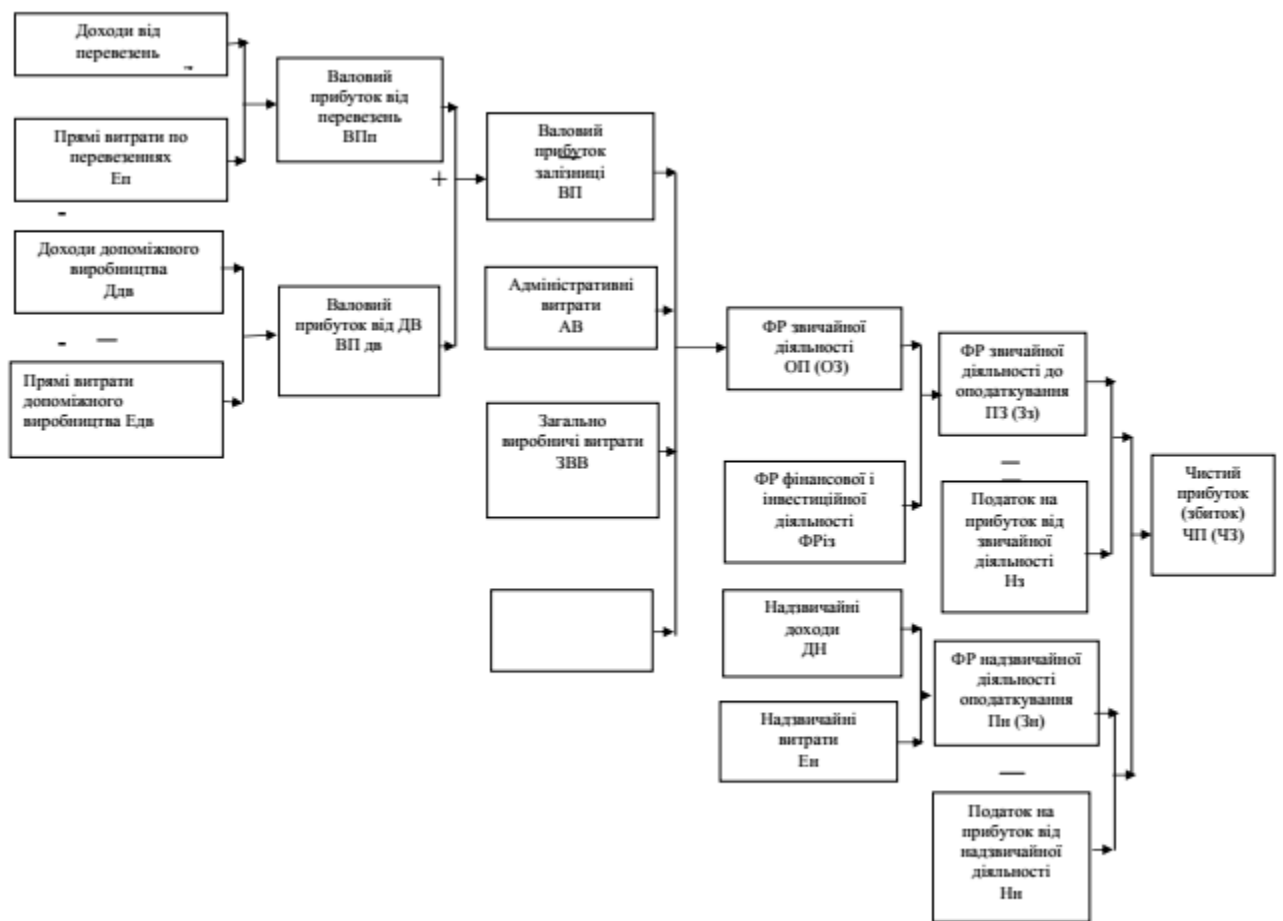 Доходи від
перевезень
Прямі витрати по
перевезеннях
Еп
-
Доходи допоміжного
виробництва
Ддв
- —
Прямі витрати
допоміжного
виробництва Едв
Валовий
прибуток від
перевезень
ВПп
+
Валовий
прибуток від ДВ
ВП дв
Валовий
прибуток
залізниці
ВП
Адміністративні
витрати
АВ
Загально
виробничі витрати
ЗВВ
ФР звичайної
діяльності
ОП (ОЗ)
ФР фінансової і
інвестиційної
діяльності
ФРіз
Надзвичайні
доходи
ДН
Надзвичайні
витрати
Ен
ФР звичайної
діяльності до
оподаткування
ПЗ (Зз)
—
Податок на
прибуток від
звичайної
діяльності
Нз
ФР надзвичайної
діяльності
оподаткування
Пн (Зн)
—
Податок на
прибуток від
надзвичайної
діяльності
Нн
Чистий
прибуток
(збиток)
ЧП (ЧЗ)